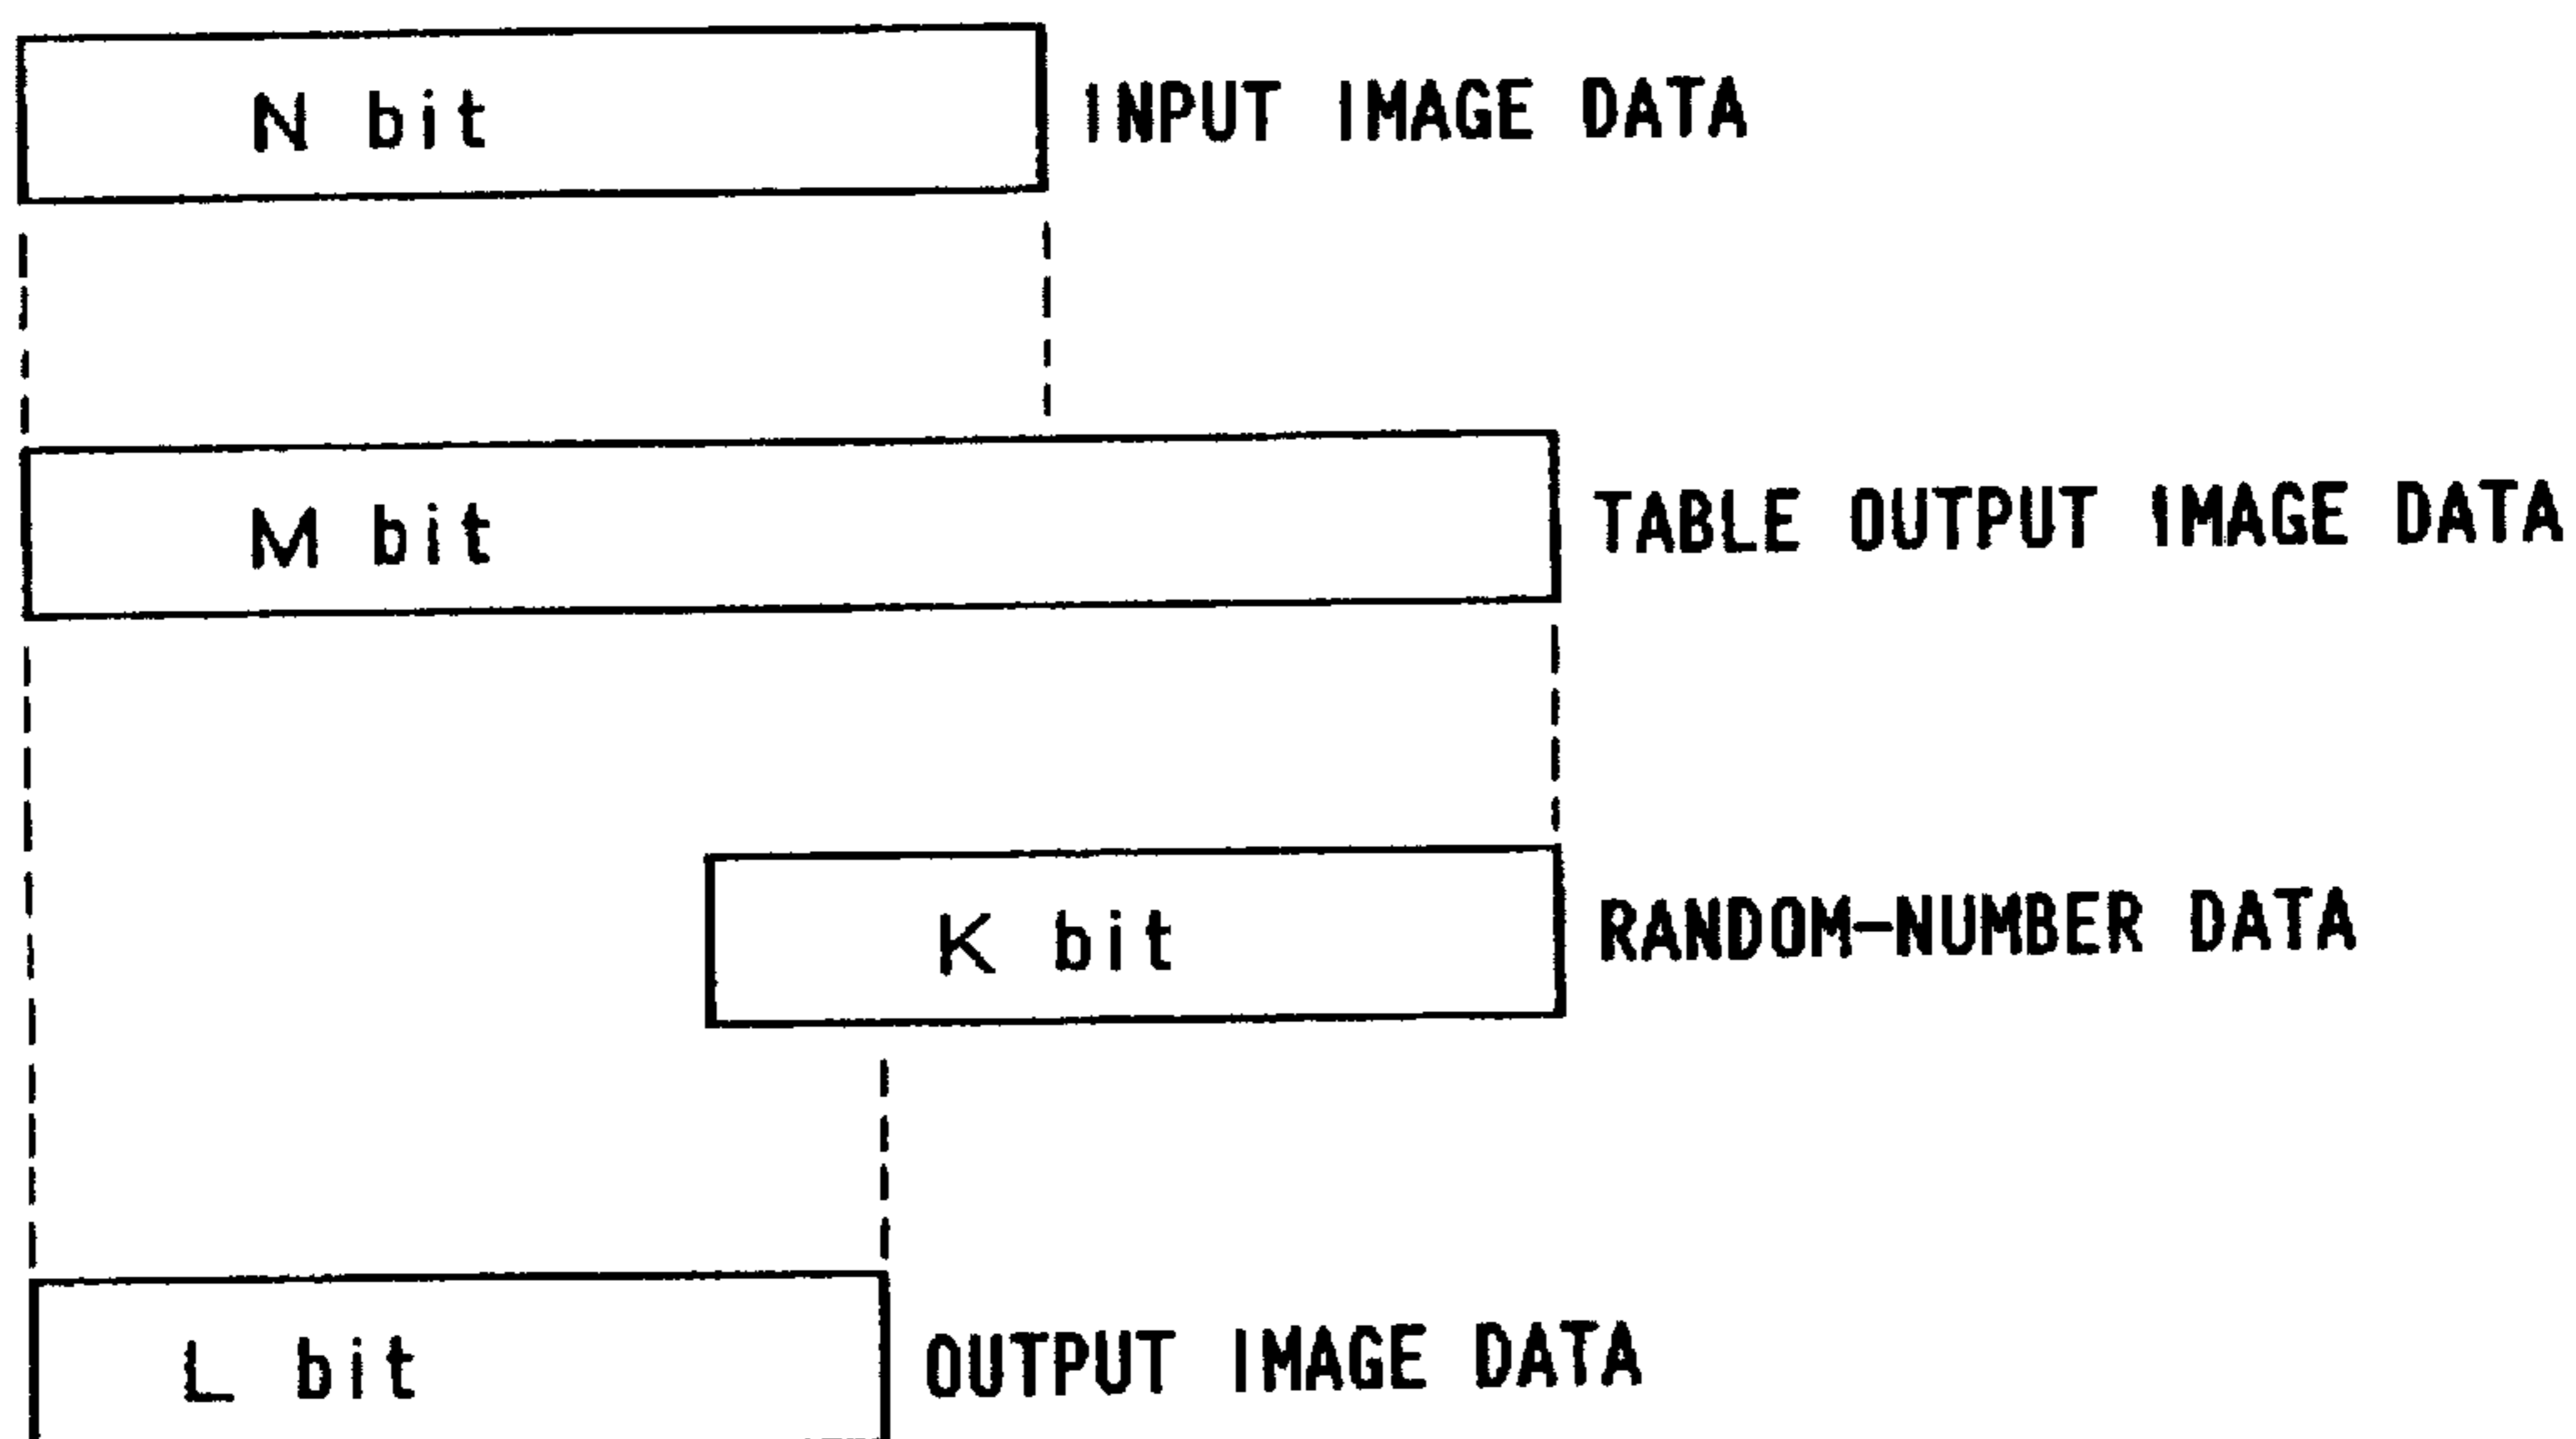 N bit INPUT IMAGE DATA
M bit TABLE OUTPUT IMAGE DATA
K bit RANDOM-NUMBER DATA
L bit OUTPUT IMAGE DATA